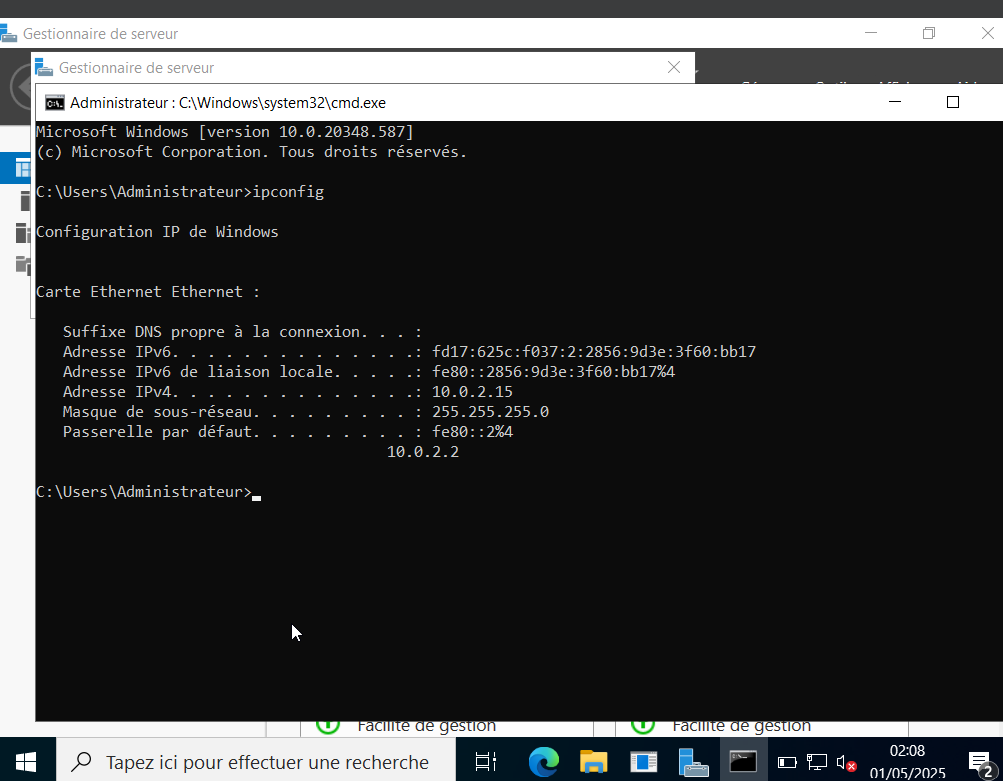 Gestionnaire de serveur
Gestionnaire de serveur
Administrateur : C:\Windows\system32\cmd.exe
Microsoft Windows [version 10.0.20348.587]
(c) Microsoft Corporation. Tous droits réservés.
C:\Users\Administrateur>ipconfig
Configuration IP de Windows
Carte Ethernet Ethernet :
Suffixe DNS propre à la connexion. . . :
Adresse IPv6. . . . . . . . . . . . . .: fd17:625c:f037:2:2856:9d3e:3f60:bb17
Adresse IPv6 de liaison locale. . . . .: fe80::2856:9d3e:3f60:bb17%4
Adresse IPv4. . . . . . . . . . . . . .: 10.0.2.15
Masque de sous-réseau. . . . . . . . . : 255.255.255.0
Passerelle par défaut. . . . . . . . . : fe80::2%4
10.0.2.2
C:\Users\Administrateur>
Facilité de gestion Facilité de gestion
Tapez ici pour effectuer une recherche
02:08
01/05/2025
2